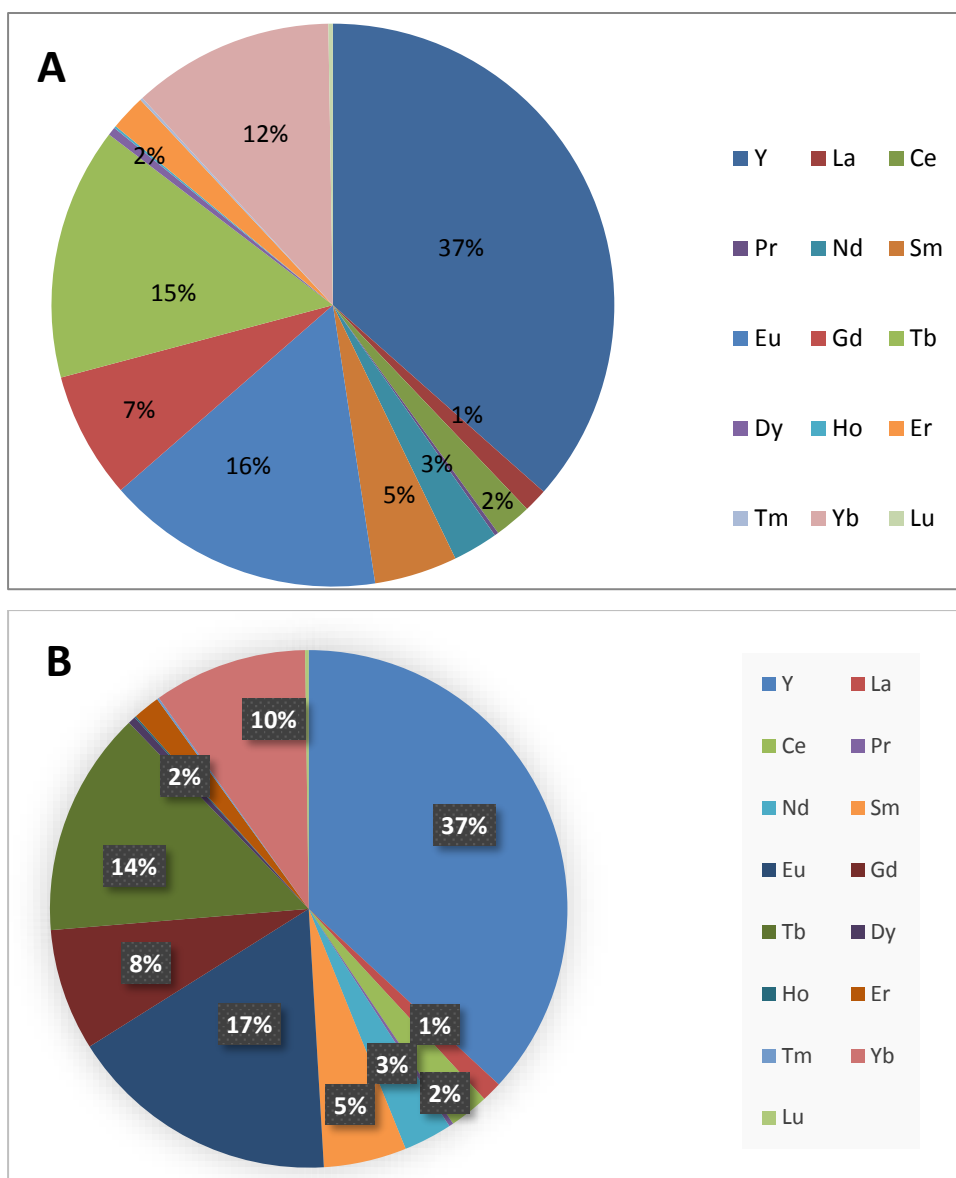 A
12%
2%
37%
15%
7%
16%
5%
3%
1%
2%
Y La Ce
Pr Nd Sm
Eu Gd Tb
Dy Ho Er
Tm Yb Lu
B
10%
2%
37%
14%
8%
17%
5%
3%
1%
2%
Y La
Ce Pr
Nd Sm
Eu Gd
Tb Dy
Ho Er
Tm Yb
Lu